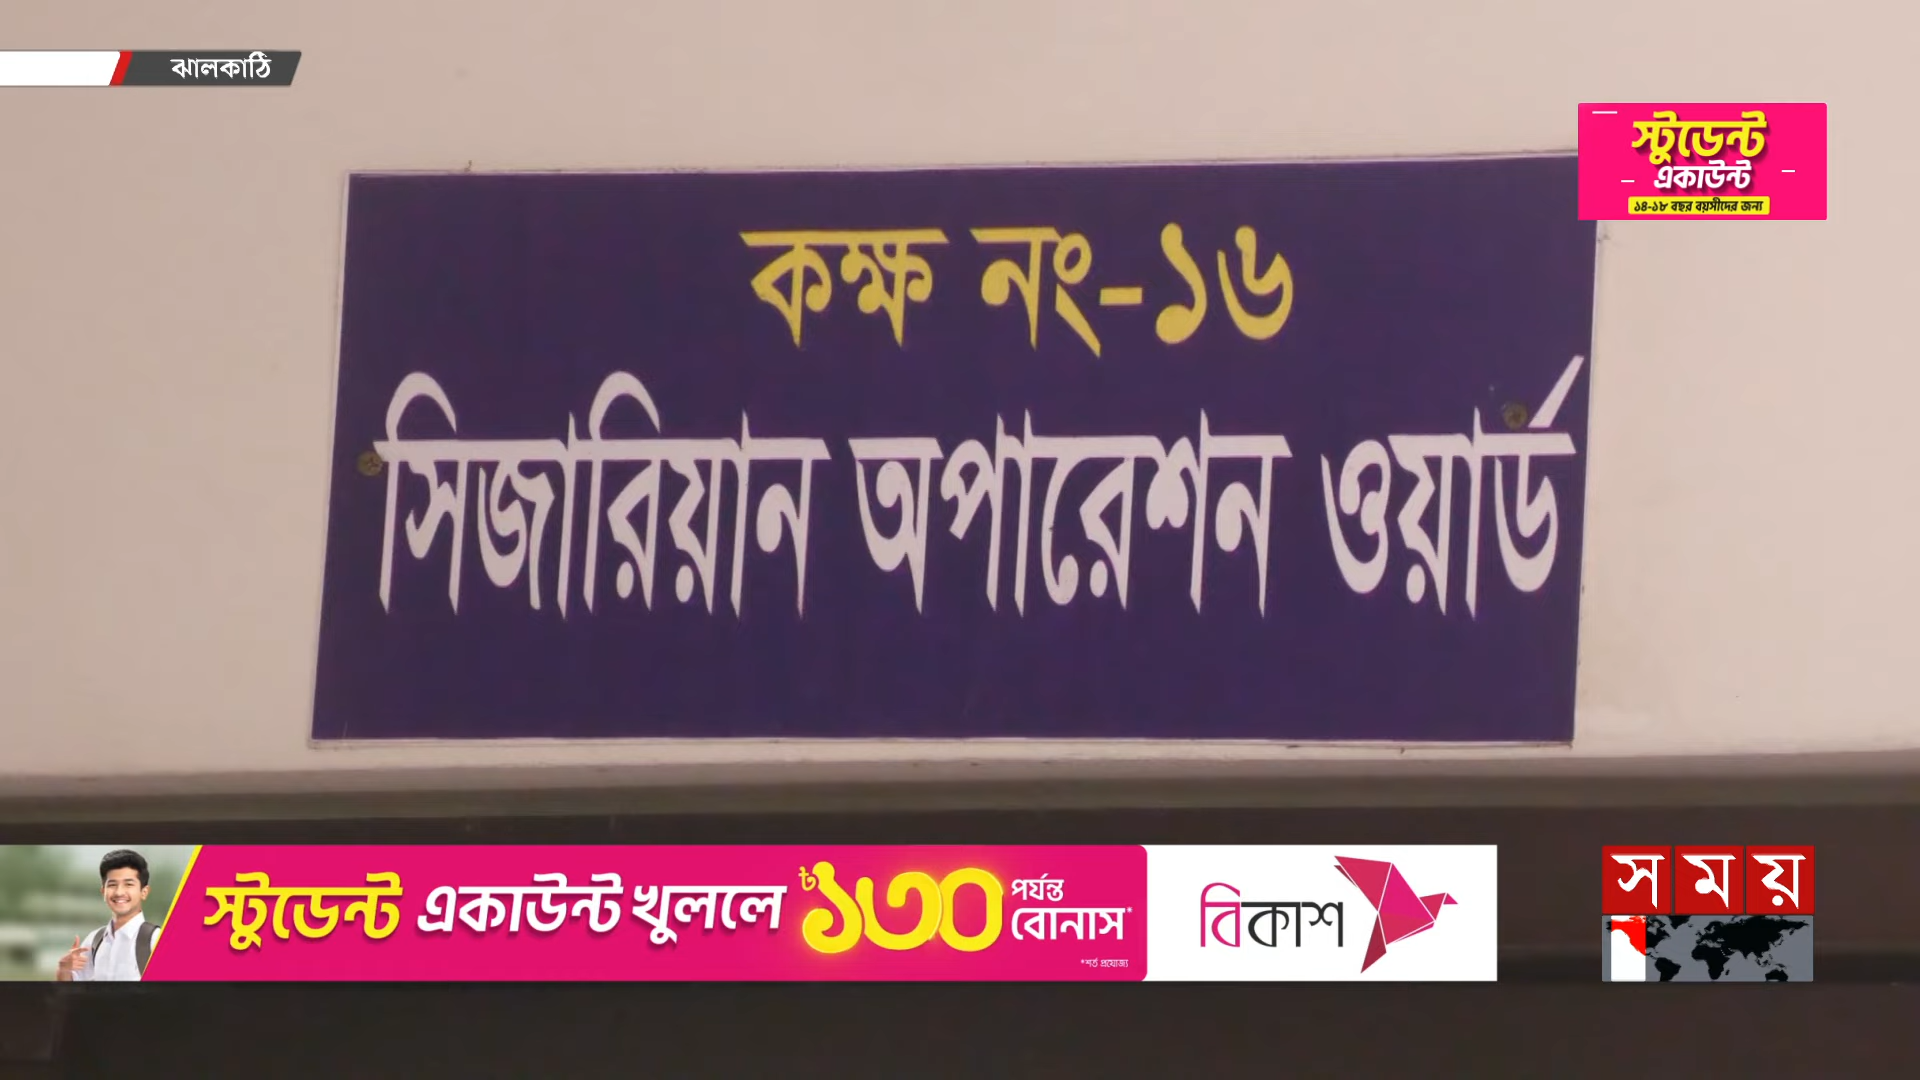 ঝালকাঠি
স্টুডেন্ট
একাউন্ট
১৪-১৮ বছর বয়সীদের জন্য
কক্ষ নং-১৬
সিজারিয়ান অপারেশন ওয়ার্ড
স্টুডেন্ট একাউন্ট খুললে ৳১৩০ পর্যন্ত
বোনাস*
*শর্ত প্রযোজ্য
বিকাশ
সময়